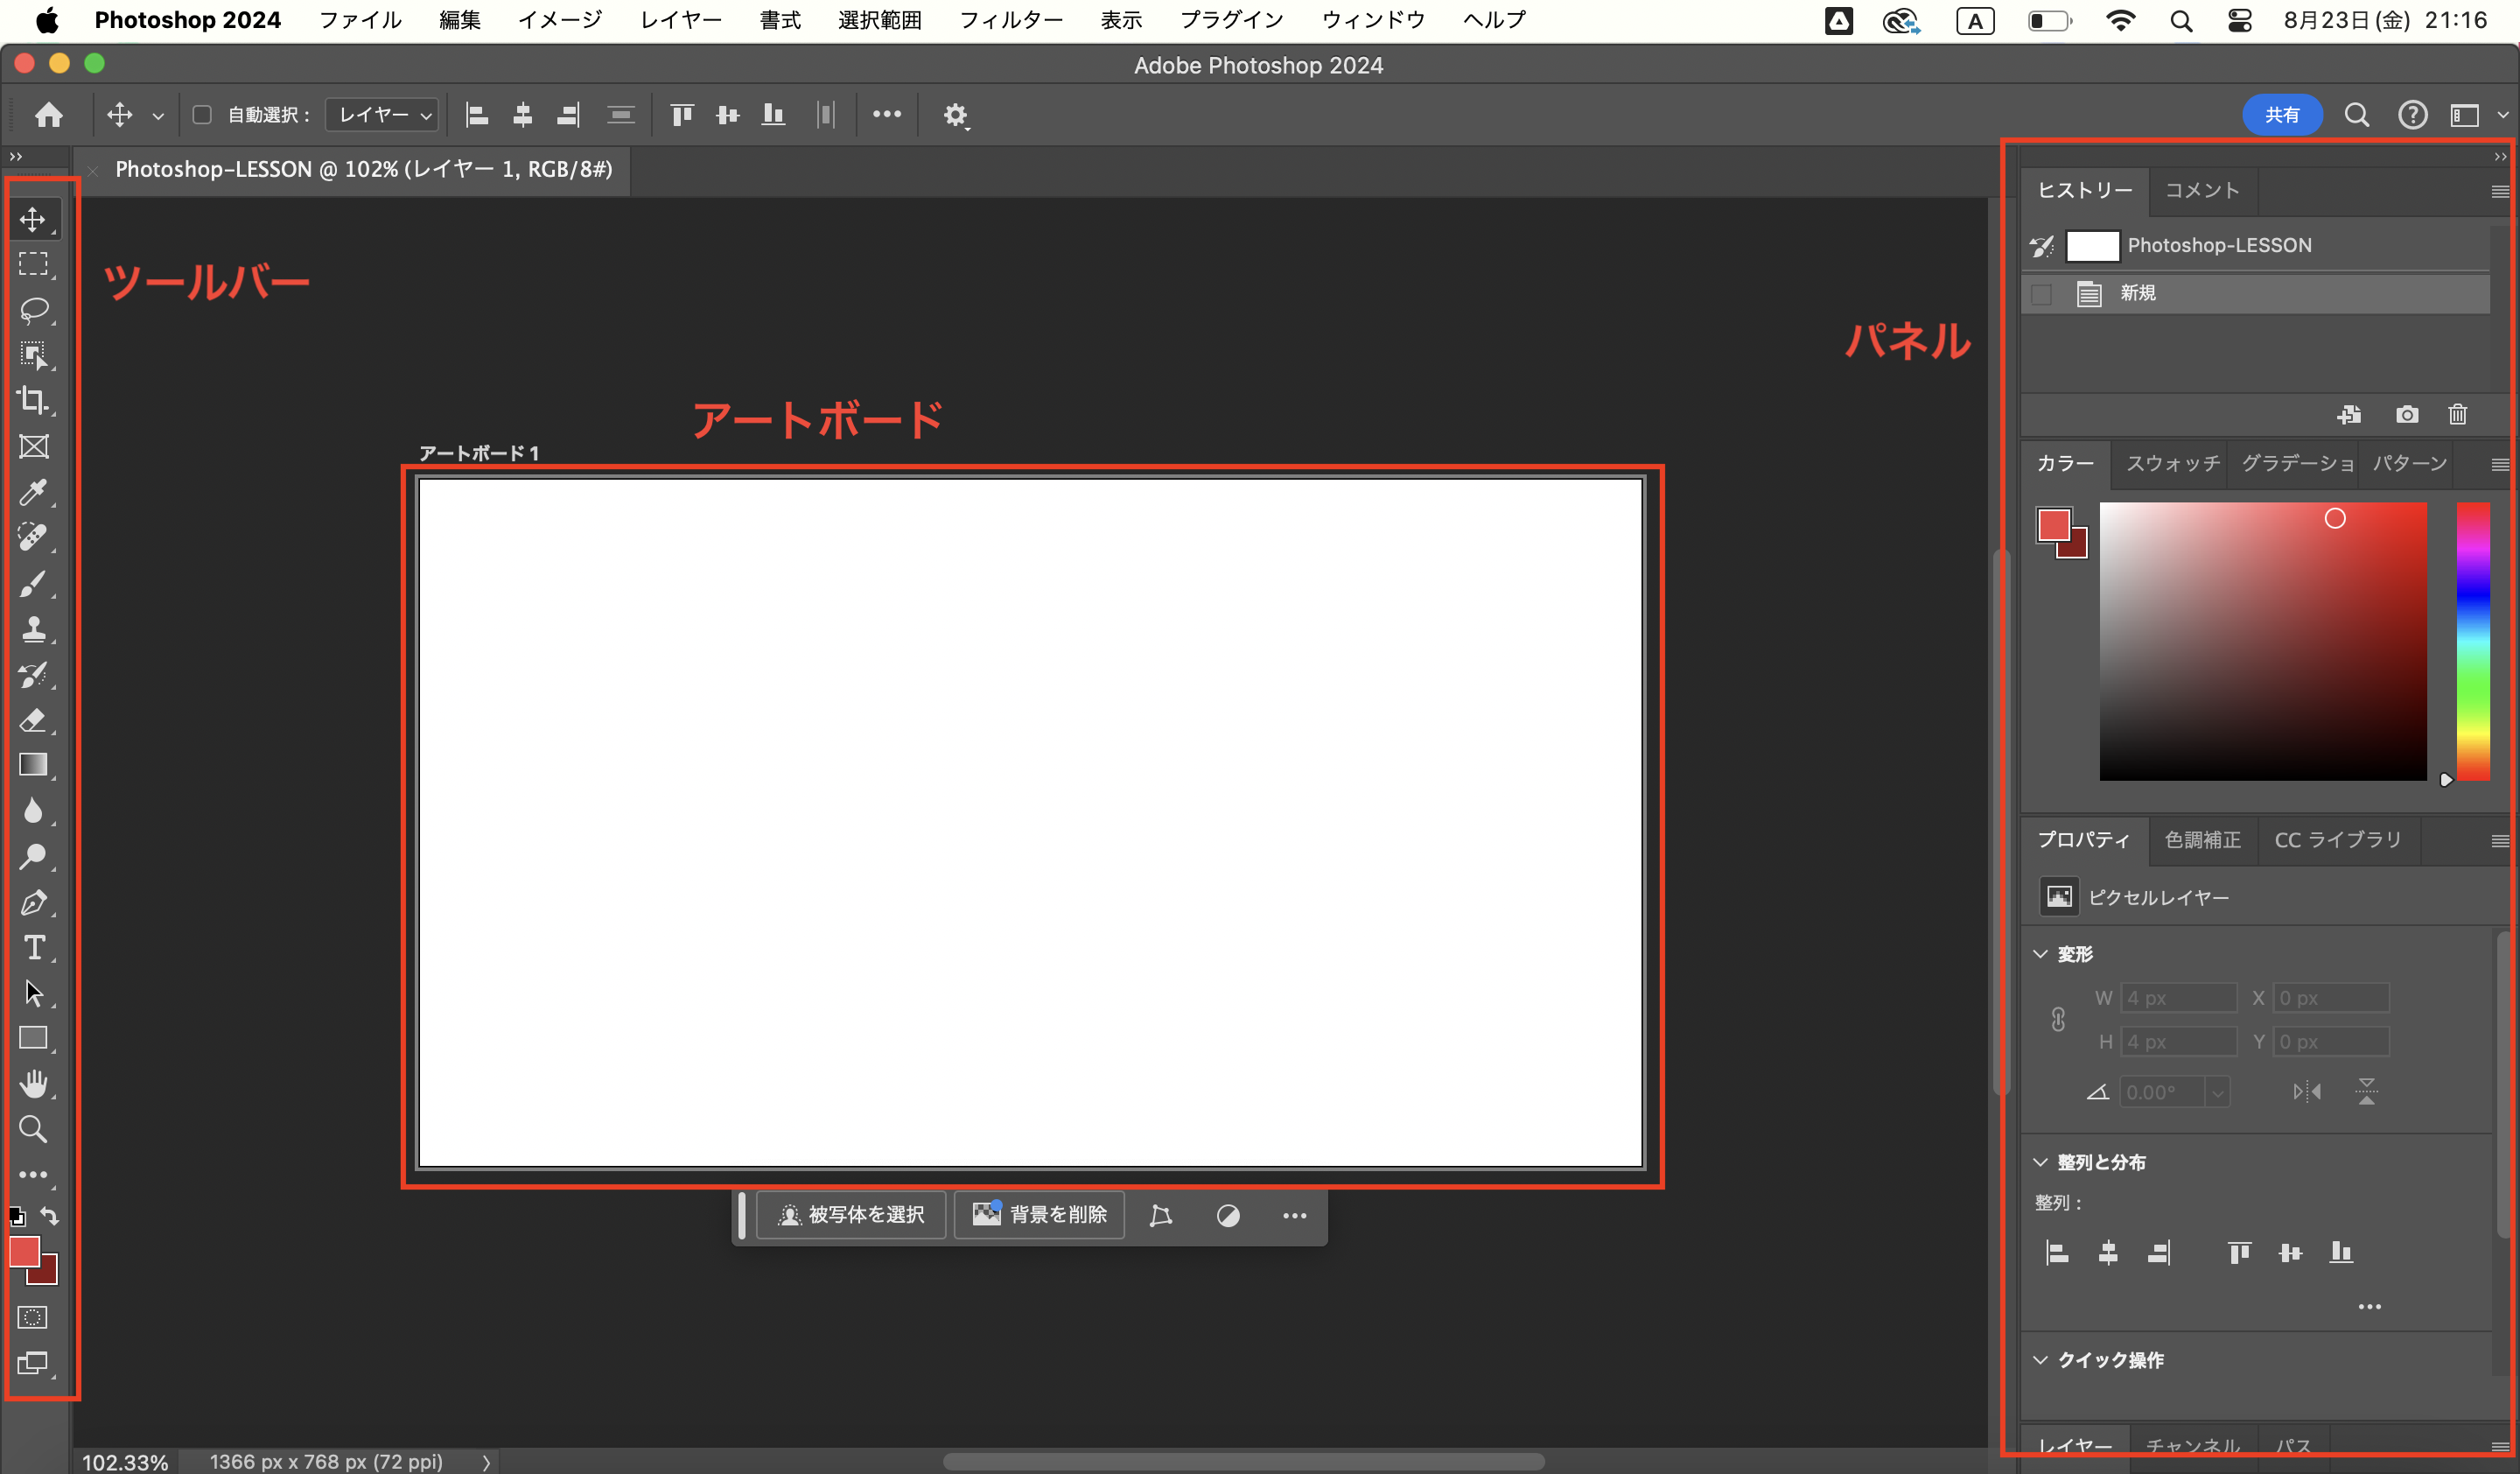 Photoshop 2024 ファイル 編集 イメージ レイヤー 書式 選択範囲 フィルター 表示 プラグイン ウィンドウ ヘルプ A 8月23日(金) 21:16
Adobe Photoshop 2024
自動選択： レイヤー 共有
Photoshop-LESSON @ 102% (レイヤー 1, RGB/8#)
ツールバー
アートボード
アートボード 1
パネル
被写体を選択 背景を削除
102.33% 1366 px x 768 px (72 ppi)
ヒストリー コメント
Photoshop-LESSON
新規
カラー スウォッチ グラデーショ パターン
プロパティ 色調補正 CC ライブラリ
ピクセルレイヤー
変形
W 4 px X 0 px
H 4 px Y 0 px
0.00°
整列と分布
整列：
クイック操作
レイヤー チャンネル パス